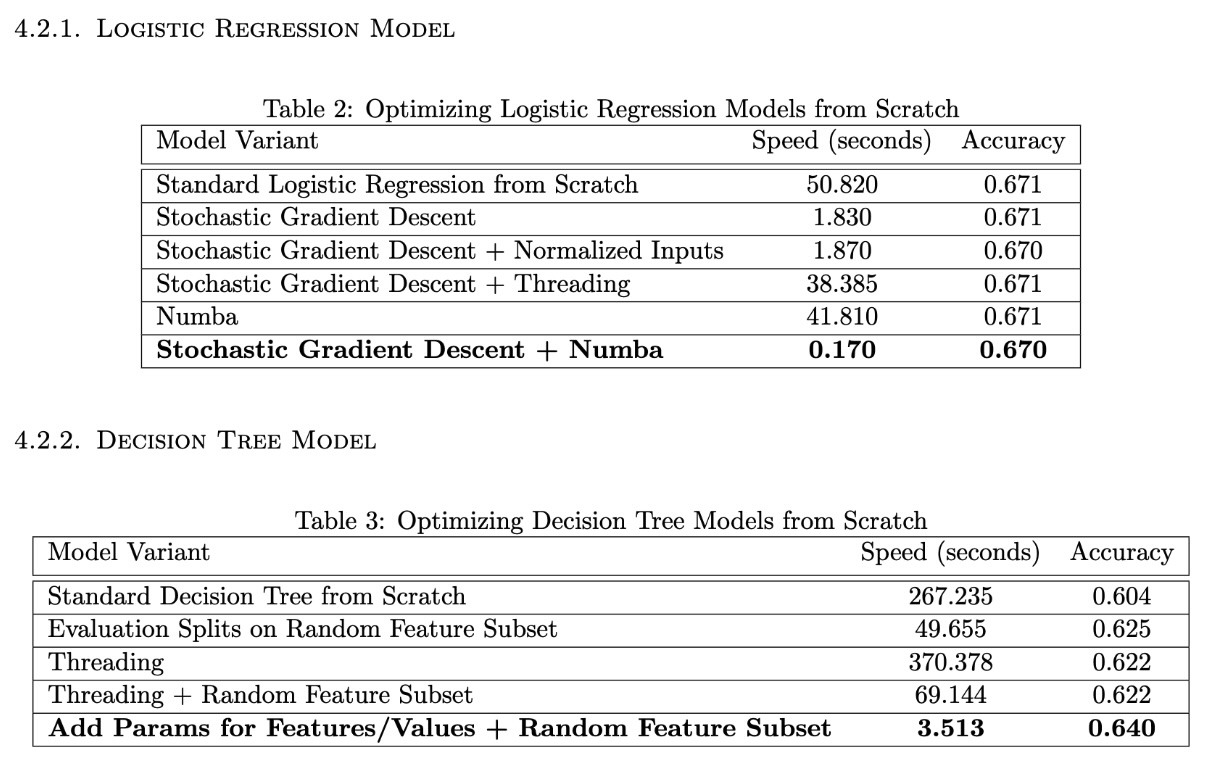 4.2.1. Logistic Regression Model
Table 2: Optimizing Logistic Regression Models from Scratch
Model Variant Speed (seconds) Accuracy
Standard Logistic Regression from Scratch 50.820 0.671
Stochastic Gradient Descent 1.830 0.671
Stochastic Gradient Descent + Normalized Inputs 1.870 0.670
Stochastic Gradient Descent + Threading 38.385 0.671
Numba 41.810 0.671
Stochastic Gradient Descent + Numba 0.170 0.670
4.2.2. Decision Tree Model
Table 3: Optimizing Decision Tree Models from Scratch
Model Variant Speed (seconds) Accuracy
Standard Decision Tree from Scratch 267.235 0.604
Evaluation Splits on Random Feature Subset 49.655 0.625
Threading 370.378 0.622
Threading + Random Feature Subset 69.144 0.622
Add Params for Features/Values + Random Feature Subset 3.513 0.640